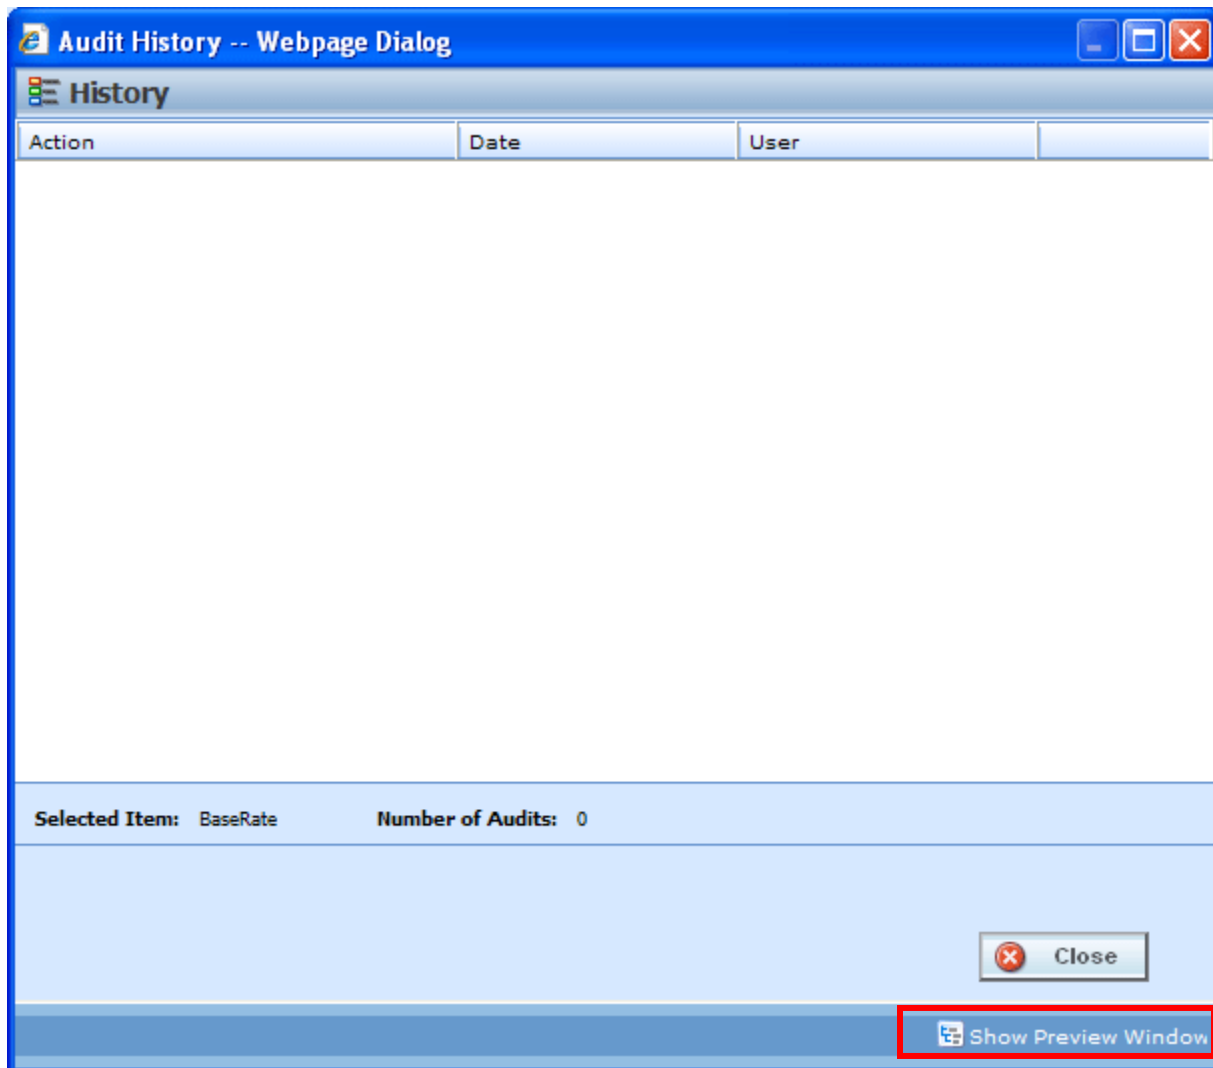 Audit History -- Webpage Dialog
History
Action Date User
Selected Item: BaseRate Number of Audits: 0
Close
Show Preview Window